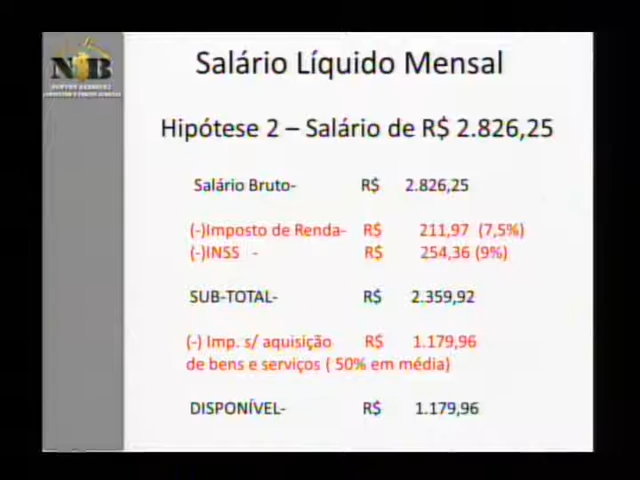 Salário Líquido Mensal
NB
Hipótese 2 – Salário de R$ 2.826,25
Salário Bruto- R$ 2.826,25
(-)Imposto de Renda- R$ 211,97 (7,5%)
(-)INSS - R$ 254,36 (9%)
SUB-TOTAL- R$ 2.359,92
(-) Imp. s/ aquisição R$ 1.179,96
de bens e serviços ( 50% em média)
DISPONÍVEL- R$ 1.179,96